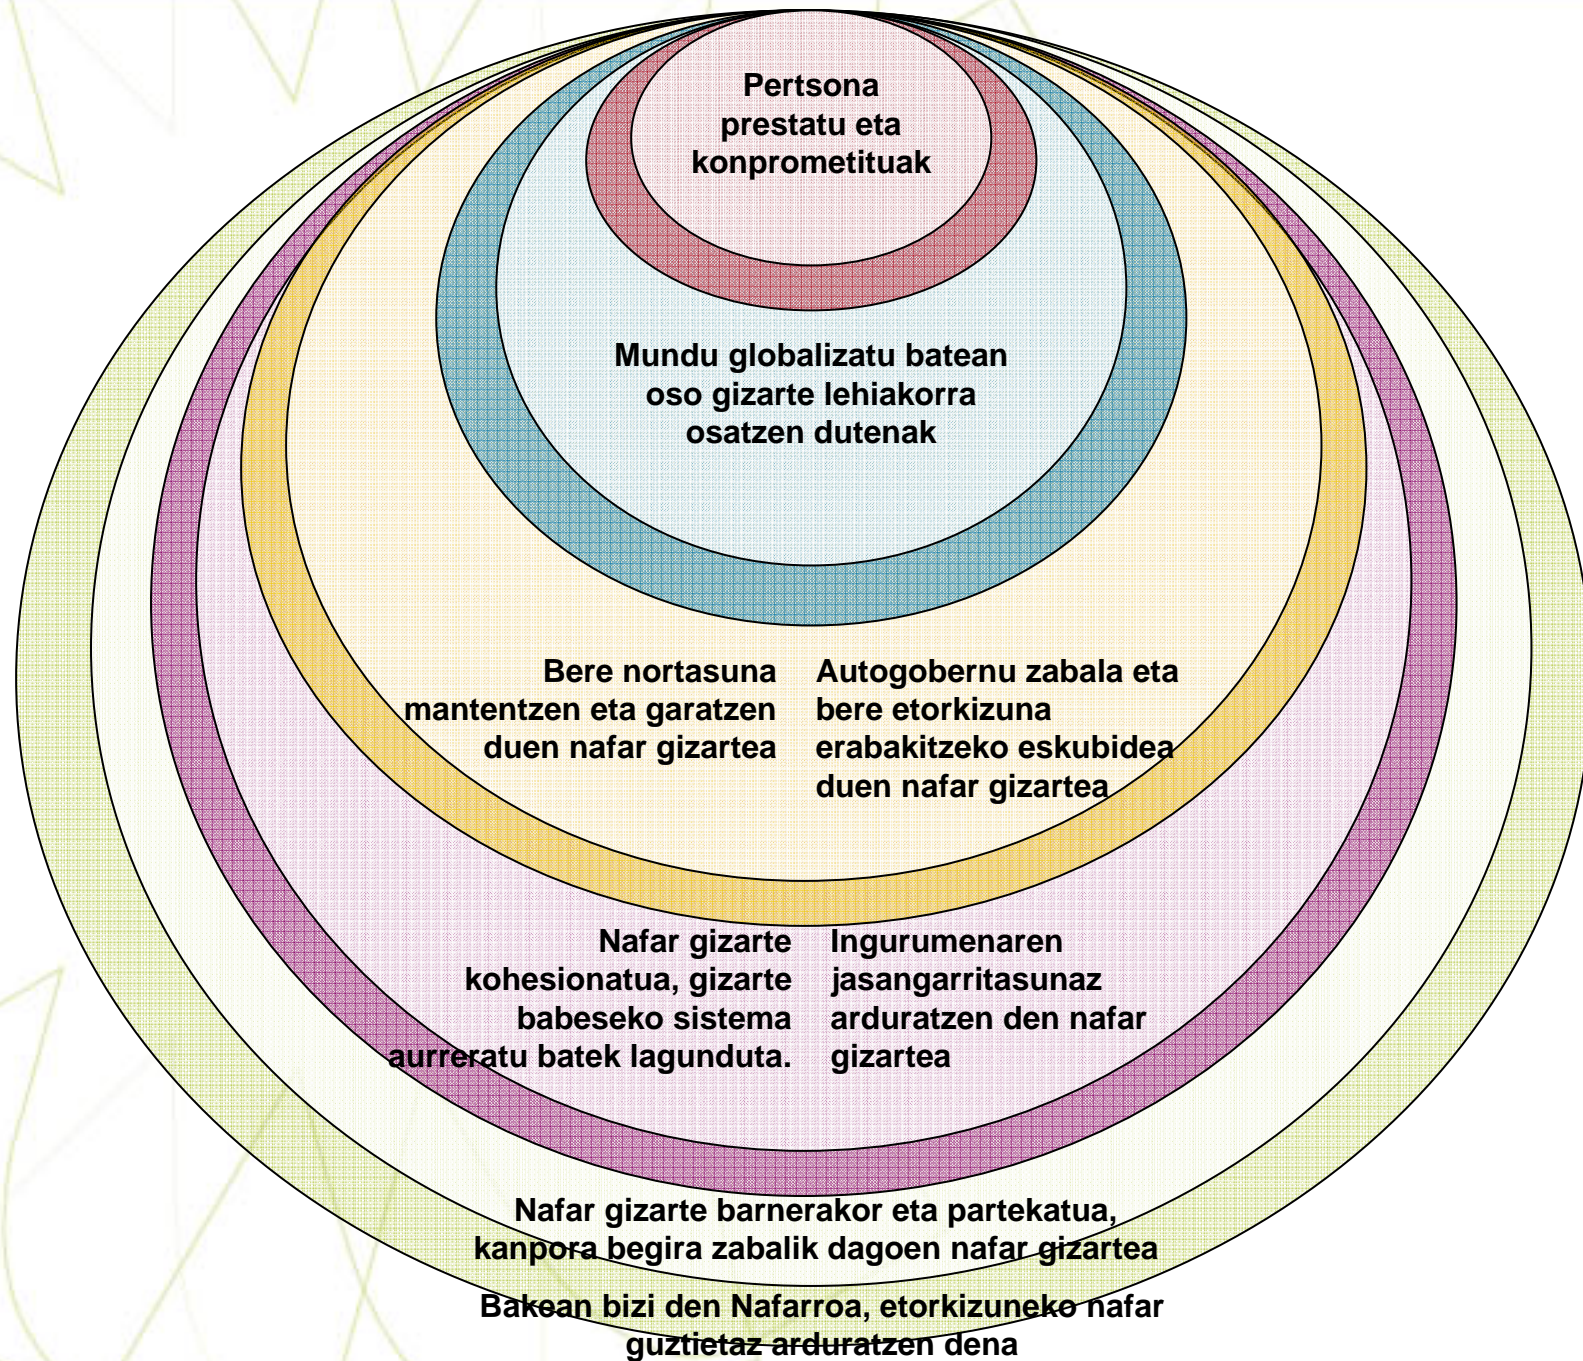 Pertsona
prestatu eta
konprometituak
Mundu globalizatu batean
oso gizarte lehiakorra
osatzen dutenak
Bere nortasuna
mantentzen eta garatzen
duen nafar gizartea
Autogobernu zabala eta
bere etorkizuna
erabakitzeko eskubidea
duen nafar gizartea
Nafar gizarte
kohesionatua, gizarte
babeseko sistema
aurreratu batek lagunduta.
Ingurumenaren
jasangarritasunaz
arduratzen den nafar
gizartea
Nafar gizarte barnerakor eta partekatua,
kanpora begira zabalik dagoen nafar gizartea
Bakean bizi den Nafarroa, etorkizuneko nafar
guztietaz arduratzen dena